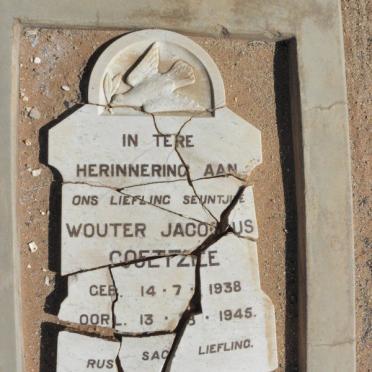 IN TERE
HERINNERING AAN
ONS LIEFLING SEUNTJIE
WOUTER JACOBUS
COETZEE
GEB. 14·7·1938
OORL. 13· ·1945.
RUS SAG LIEFLING.